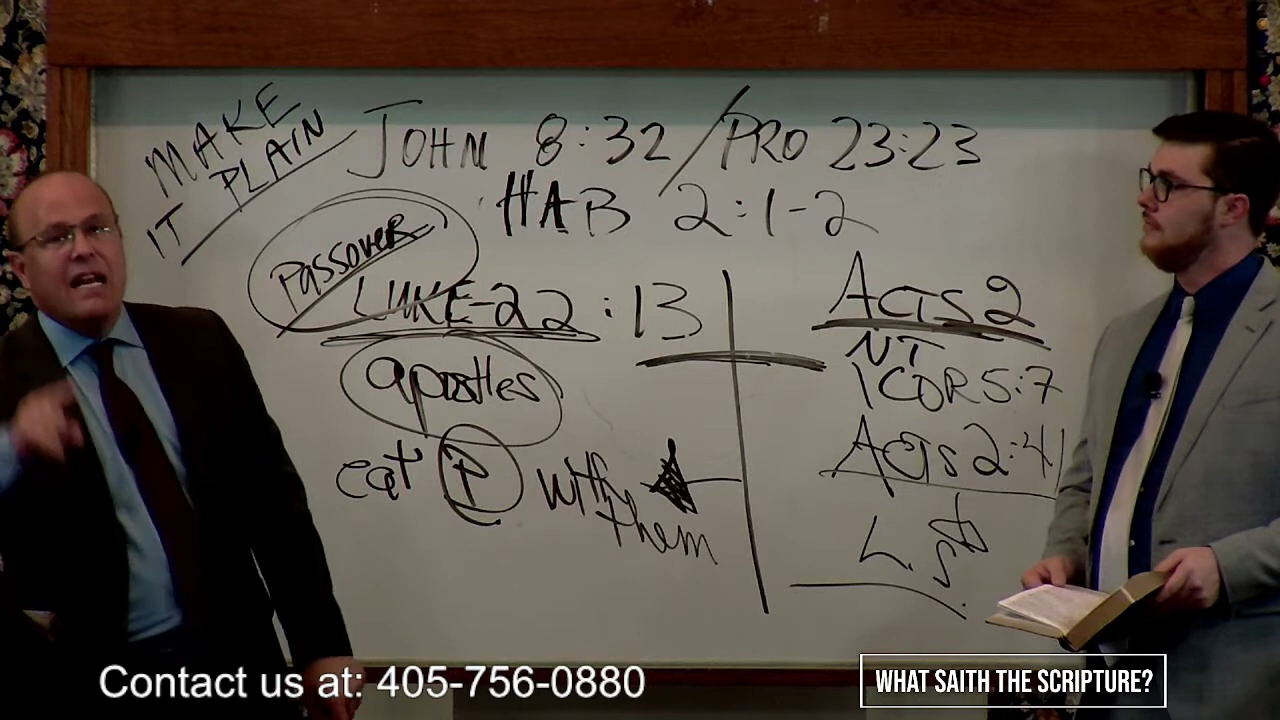 MAKE
IT PLAIN
JOHN 8:32/PRO 23:23
HAB 2:1-2
Passover
LUKE-22:13
apostles
eat P with
them
ACTS 2
NT
1 COR 5:7
ACTS 2:41
Contact us at: 405-756-0880
WHAT SAITH THE SCRIPTURE?